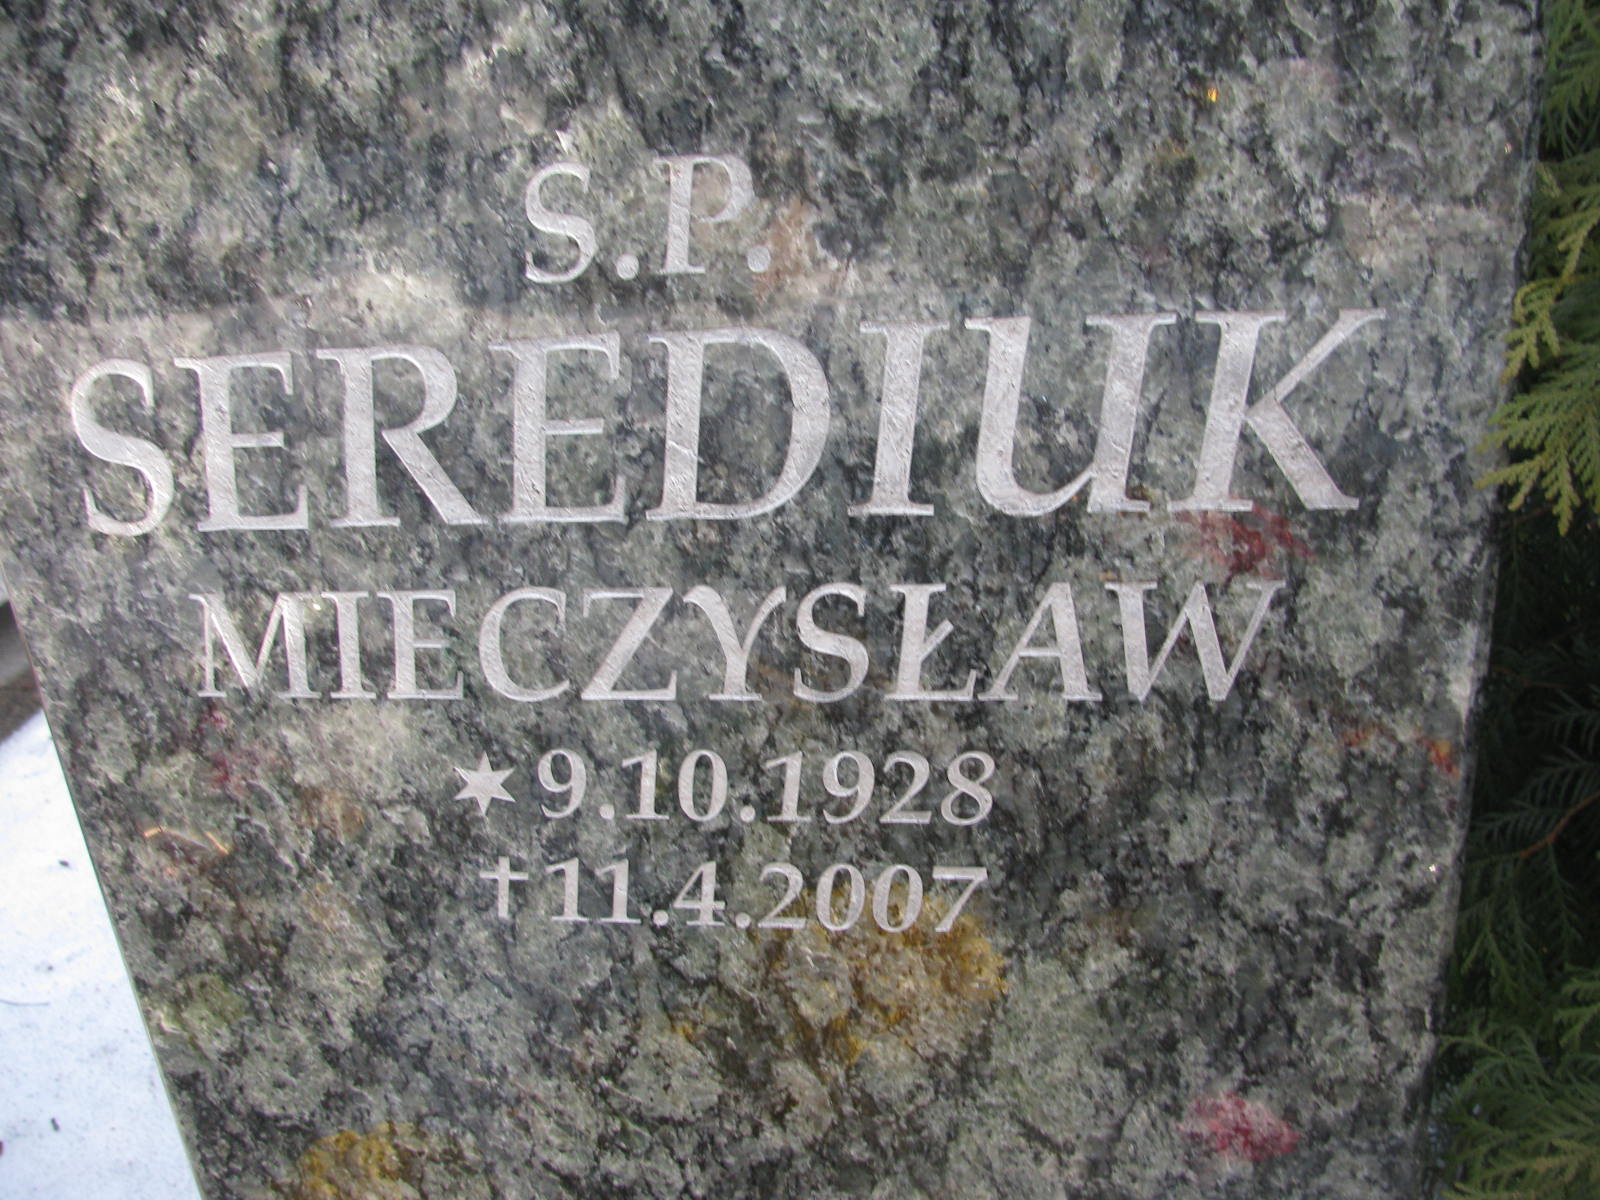 S.P.
SEREDIUK
MIECZYSŁAW
✶ 9.10.1928
† 11.4.2007